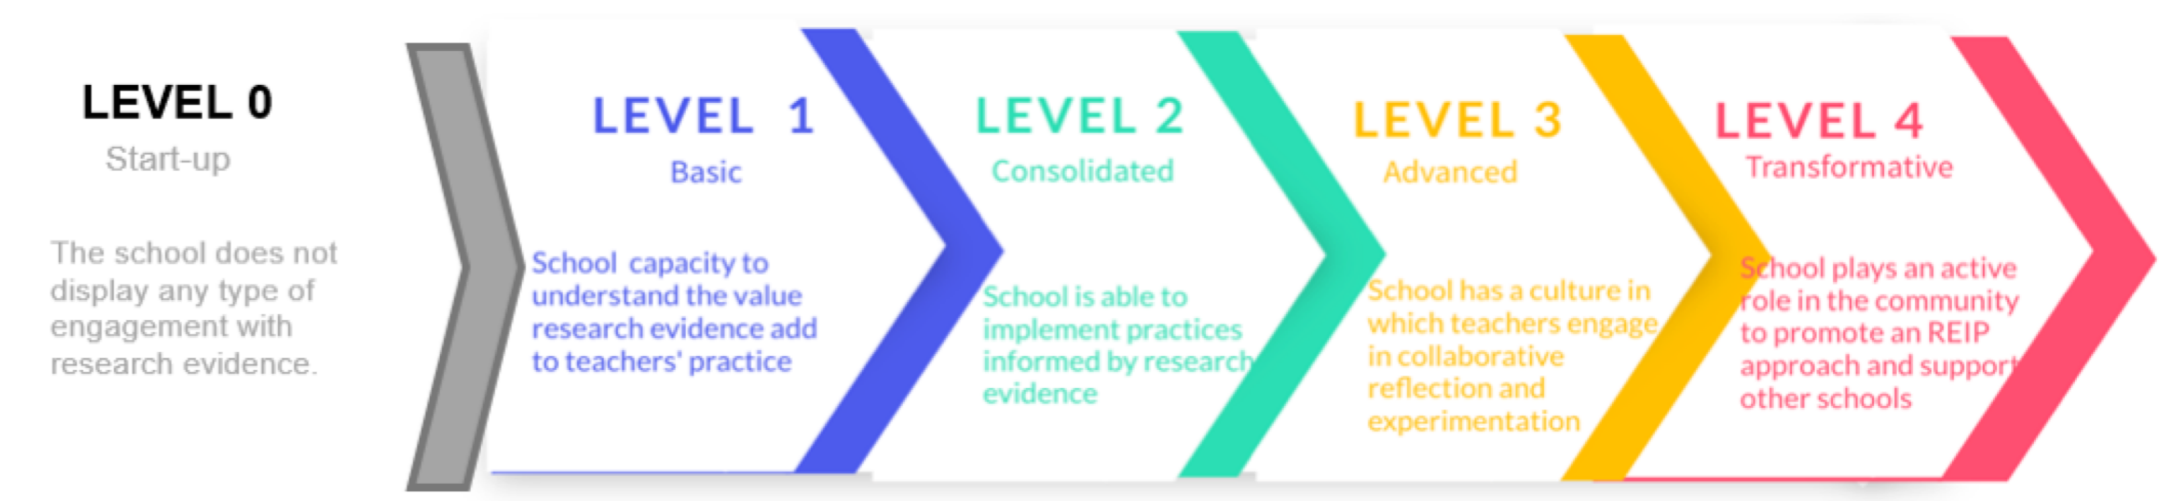 LEVEL 0
Start-up
The school does not
display any type of
engagement with
research evidence.
LEVEL 1
Basic
School capacity to
understand the value
research evidence add
to teachers' practice
LEVEL 2
Consolidated
School is able to
implement practices
informed by research
evidence
LEVEL 3
Advanced
School has a culture in
which teachers engage
in collaborative
reflection and
experimentation
LEVEL 4
Transformative
School plays an active
role in the community
to promote an REIP
approach and support
other schools